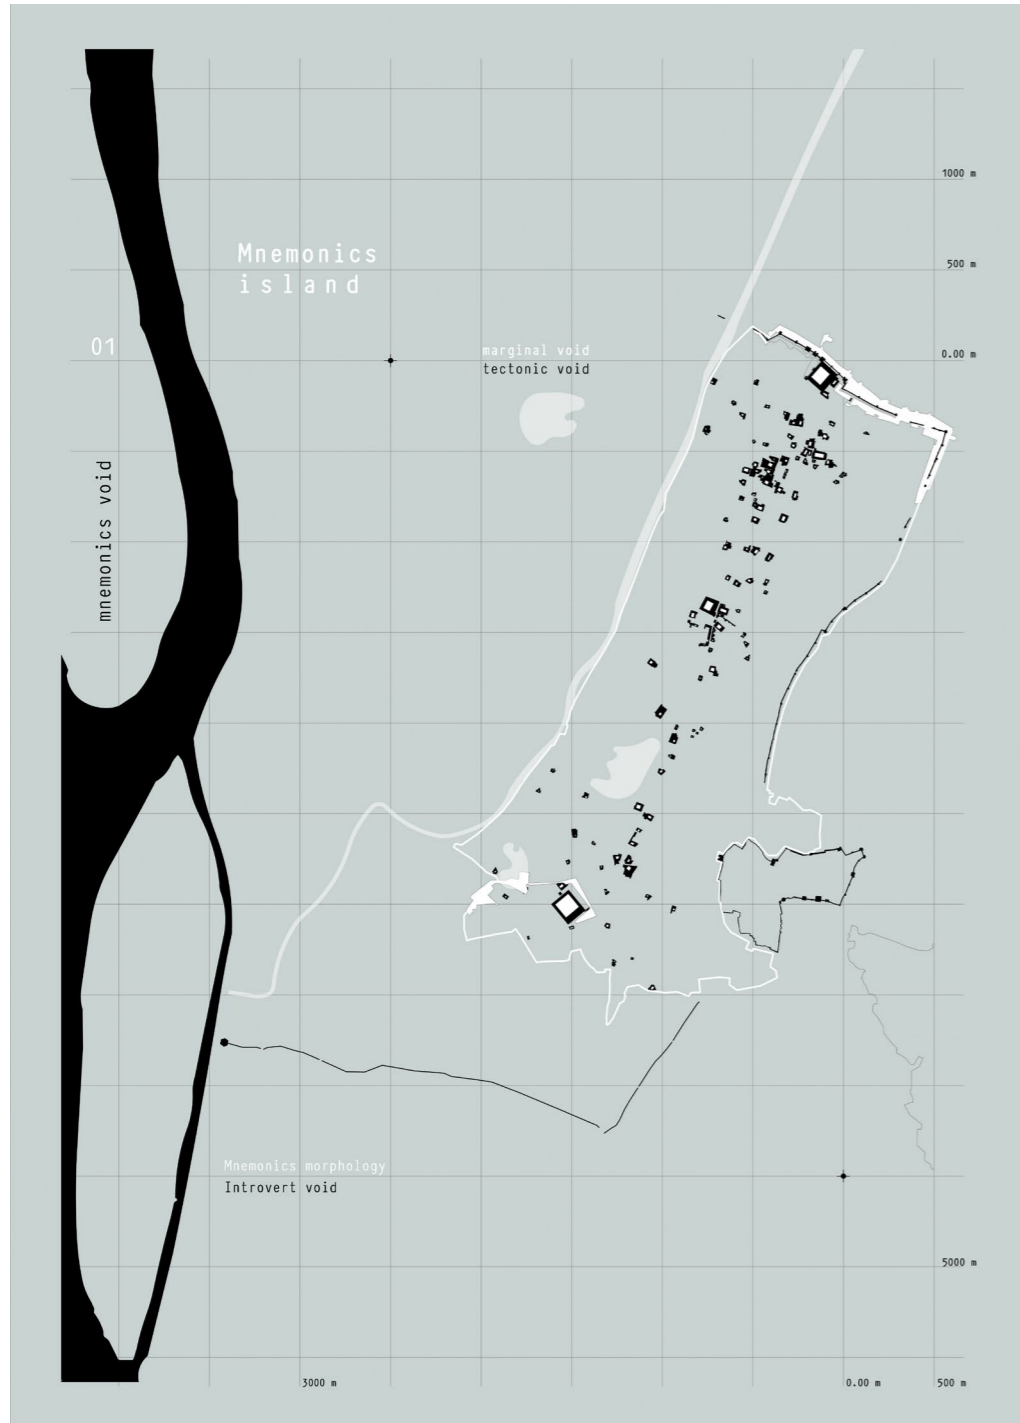 1000 m
Mnemonics
island
500 m
01
marginal void
tectonic void
0.00 m
mnemonics void
Mnemonics morphology
Introvert void
5000 m
3000 m
0.00 m
500 m